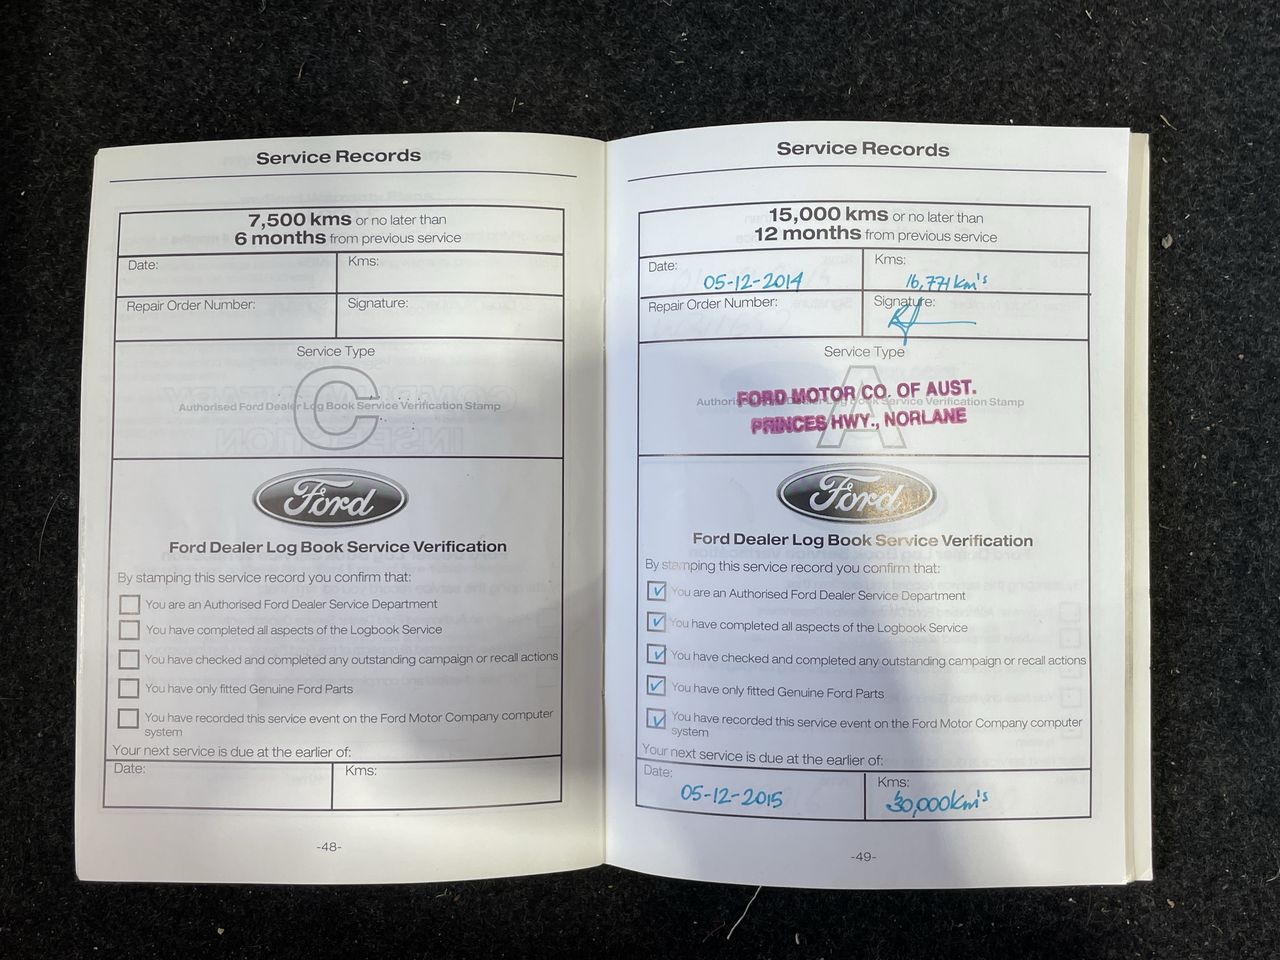 Service Records
7,500 kms or no later than
6 months from previous service
Date:
Kms:
Repair Order Number:
Signature:
Service Type
C
Authorised Ford Dealer Log Book Service Verification Stamp
Ford
Ford Dealer Log Book Service Verification
By stamping this service record you confirm that:
You are an Authorised Ford Dealer Service Department
You have completed all aspects of the Logbook Service
You have checked and completed any outstanding campaign or recall actions
You have only fitted Genuine Ford Parts
You have recorded this service event on the Ford Motor Company computer
system
Your next service is due at the earlier of:
Date:
Kms:
-48-
Service Records
15,000 kms or no later than
12 months from previous service
Date:
05-12-2014
Kms:
16,771 km's
Repair Order Number:
Signature:
Service Type
A
Authorised Ford Dealer Log Book Service Verification Stamp
FORD MOTOR CO. OF AUST.
PRINCES HWY., NORLANE
Ford
Ford Dealer Log Book Service Verification
By stamping this service record you confirm that:
You are an Authorised Ford Dealer Service Department
You have completed all aspects of the Logbook Service
You have checked and completed any outstanding campaign or recall actions
You have only fitted Genuine Ford Parts
You have recorded this service event on the Ford Motor Company computer
system
Your next service is due at the earlier of:
Date:
05-12-2015
Kms:
30,000km's
-49-